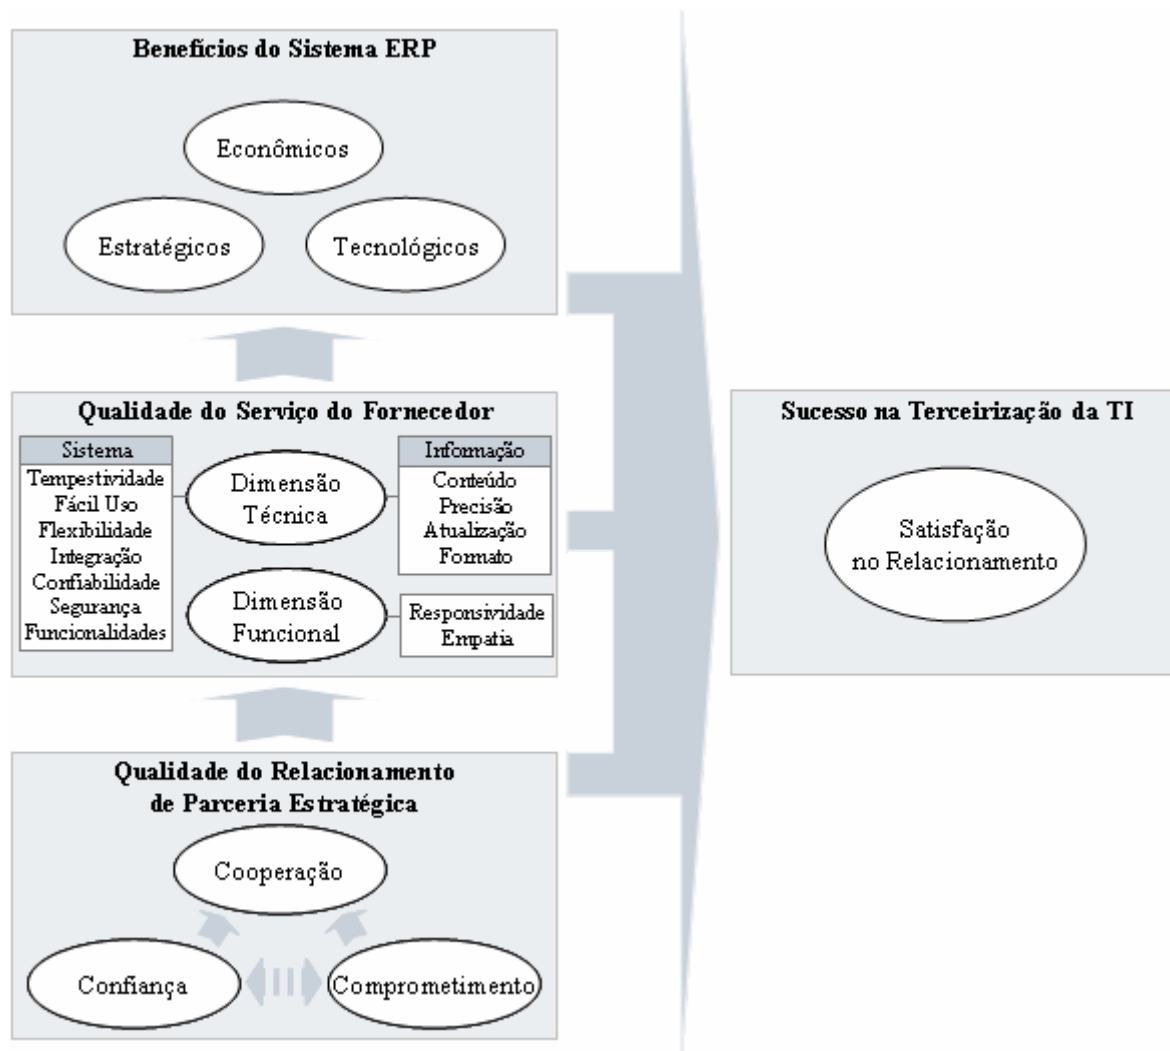 Benefícios do Sistema ERP
Econômicos
Estratégicos
Tecnológicos
Qualidade do Serviço do Fornecedor
Sistema
Tempestividade
Fácil Uso
Flexibilidade
Integração
Confiabilidade
Segurança
Funcionalidades
Dimensão
Técnica
Informação
Conteúdo
Precisão
Atualização
Formato
Dimensão
Funcional
Responsividade
Empatia
Qualidade do Relacionamento
de Parceria Estratégica
Cooperação
Confiança
Comprometimento
Sucesso na Terceirização da TI
Satisfação
no Relacionamento